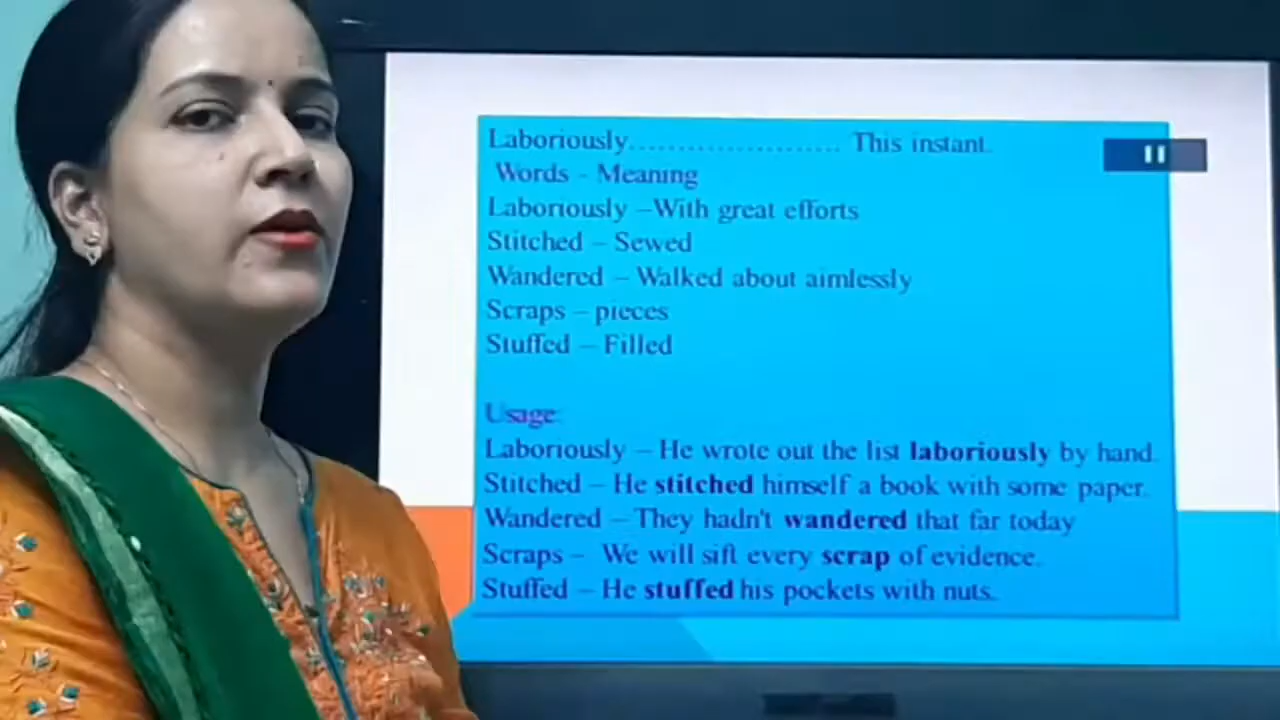 Laboriously...................... This instant.
Words - Meaning
Laboriously –With great efforts
Stitched – Sewed
Wandered – Walked about aimlessly
Scraps – pieces
Stuffed – Filled
Usage:
Laboriously – He wrote out the list laboriously by hand.
Stitched – He stitched himself a book with some paper.
Wandered – They hadn't wandered that far today
Scraps – We will sift every scrap of evidence.
Stuffed – He stuffed his pockets with nuts.